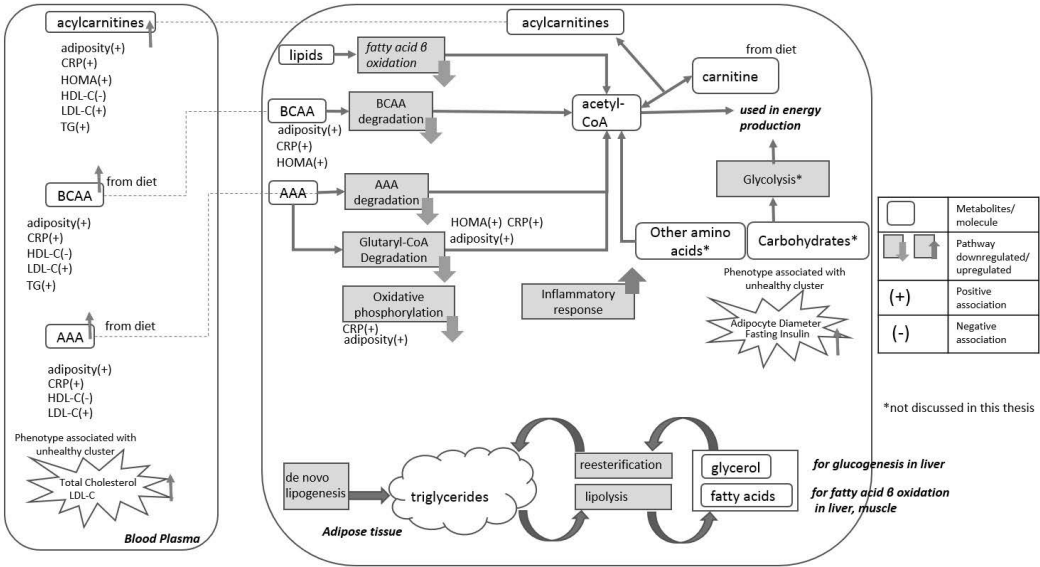 acylcarnitines
adiposity(+)
CRP(+)
HOMA(+)
HDL-C(-)
LDL-C(+)
TG(+)
BCAA
from diet
adiposity(+)
CRP(+)
HDL-C(-)
LDL-C(+)
TG(+)
AAA
from diet
adiposity(+)
CRP(+)
HDL-C(-)
LDL-C(+)
Phenotype associated with
unhealthy cluster
Total Cholesterol
LDL-C
Blood Plasma
acylcarnitines
lipids
fatty acid β
oxidation
from diet
carnitine
BCAA
adiposity(+)
CRP(+)
HOMA(+)
BCAA
degradation
acetyl-
CoA
used in energy
production
AAA
AAA
degradation
Glycolysis*
HOMA(+) CRP(+)
adiposity(+)
Glutaryl-CoA
Degradation
Other amino
acids*
Carbohydrates*
Oxidative
phosphorylation
CRP(+)
adiposity(+)
Inflammatory
response
Phenotype associated with
unhealthy cluster
Adipocyte Diameter
Fasting Insulin
de novo
lipogenesis
triglycerides
reesterification
lipolysis
glycerol
fatty acids
for glucogenesis in liver
for fatty acid β oxidation
in liver, muscle
Adipose tissue
Metabolites/
molecule
Pathway
downregulated/
upregulated
(+)
Positive
association
(-)
Negative
association
*not discussed in this thesis